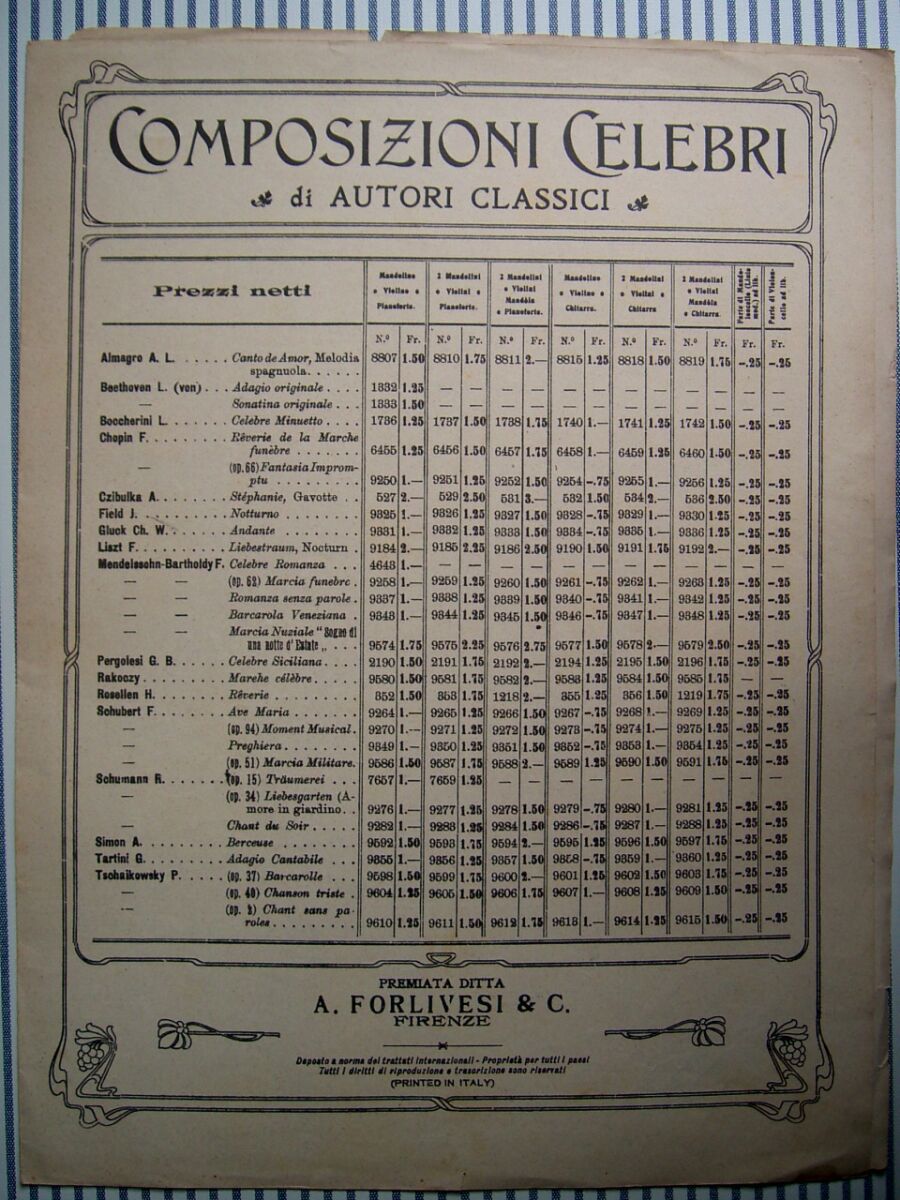 COMPOSIZIONI CELEBRI
di AUTORI CLASSICI
Prezzi netti
Mandolino o Violino e Pianoforte.
2 Mandolini o Violini e Pianoforte.
2 Mandolini o Violini Mandòla e Pianoforte.
Mandolino o Violino e Chitarra.
2 Mandolini o Violini e Chitarra
2 Mandolini o Violini Mandòla e Chitarra.
Parte di Mando- loncello (Liuto mod.) ad lib.
Parte di Violon- cello ad lib.
N.º Fr. N.º Fr. N.º Fr. N.º Fr. N.º Fr. N.º Fr. Fr. Fr.
Almagro A. L. . . . . . Canto de Amor, Melodia 8807 1.50 8810 1.75 8811 2.— 8815 1.25 8818 1.50 8819 1.75 –.25 –.25
spagnuola. . . . . .
Beethoven L. (von) . . . Adagio originale . . . . 1332 1.25 — — — — — — —
— Sonatina originale . . . 1333 1.50 — — — — — — —
Boccherini L. . . . . . . Celebre Minuetto . . . . 1736 1.25 1737 1.50 1738 1.75 1740 1.— 1741 1.25 1742 1.50 –.25 –.25
Chopin F. . . . . . . . . Rêverie de la Marche
funèbre . . . . . . . 6455 1.25 6456 1.50 6457 1.75 6458 1.— 6459 1.25 6460 1.50 –.25 –.25
— (op. 66) Fantasia Improm-
ptu . . . . . . . . . 9250 1.— 9251 1.25 9252 1.50 9254 –.75 9255 1.— 9256 1.25 –.25 –.25
Czibulka A. . . . . . . . Stéphanie, Gavotte . . 527 2.— 529 2.50 531 3.— 532 1.50 534 2.— 536 2.50 –.25 –.25
Field J. . . . . . . . . . Notturno . . . . . . . . 9325 1.— 9326 1.25 9327 1.50 9328 –.75 9329 1.— 9330 1.25 –.25 –.25
Gluck Ch. W. . . . . . . Andante . . . . . . . . 9331 1.— 9332 1.25 9333 1.50 9334 –.75 9335 1.— 9336 1.25 –.25 –.25
Liszt F. . . . . . . . . . Liebestraum, Nocturn . 9184 2.— 9185 2.25 9186 2.50 9190 1.50 9191 1.75 9192 2.— –.25 –.25
Mendelssohn-Bartholdy F. Celebre Romanza . . . 4643 1.— — — — — — — —
— — (op. 62) Marcia funebre . 9258 1.— 9259 1.25 9260 1.50 9261 –.75 9262 1.— 9263 1.25 –.25 –.25
— — Romanza senza parole . 9337 1.— 9338 1.25 9339 1.50 9340 –.75 9341 1.— 9342 1.25 –.25 –.25
— — Barcarola Veneziana . 9343 1.— 9344 1.25 9345 1.50 9346 –.75 9347 1.— 9348 1.25 –.25 –.25
— — Marcia Nuziale "Sogno di
una notte d'Estate „ . . . 9574 1.75 9575 2.25 9576 2.75 9577 1.50 9578 2.— 9579 2.50 –.25 –.25
Pergolesi G. B. . . . . . Celebre Siciliana . . . . 2190 1.50 2191 1.75 2192 2.— 2194 1.25 2195 1.50 2196 1.75 –.25 –.25
Rakoczy . . . . . . . . . Marche célèbre . . . . . 9580 1.50 9581 1.75 9582 2.— 9583 1.25 9584 1.50 9585 1.75 — —
Rosellen H. . . . . . . . Rêverie . . . . . . . . 352 1.50 353 1.75 1218 2.— 355 1.25 356 1.50 1219 1.75 –.25 –.25
Schubert F. . . . . . . . Ave Maria . . . . . . . 9264 1.— 9265 1.25 9266 1.50 9267 –.75 9268 1.— 9269 1.25 –.25 –.25
— (op. 94) Moment Musical . 9270 1.— 9271 1.25 9272 1.50 9273 –.75 9274 1.— 9275 1.25 –.25 –.25
— Preghiera . . . . . . . . 9349 1.— 9350 1.25 9351 1.50 9352 –.75 9353 1.— 9354 1.25 –.25 –.25
— (op. 51) Marcia Militare. 9586 1.50 9587 1.75 9588 2.— 9589 1.25 9590 1.50 9591 1.75 –.25 –.25
Schumann R. . . . . . . (op. 15) Träumerei . . . 7657 1.— 7659 1.25 — — — — — —
— (op. 34) Liebesgarten (A-
more in giardino). . 9276 1.— 9277 1.25 9278 1.50 9279 –.75 9280 1.— 9281 1.25 –.25 –.25
— Chant du Soir . . . . . 9282 1.— 9283 1.25 9284 1.50 9286 –.75 9287 1.— 9288 1.25 –.25 –.25
Simon A. . . . . . . . . Berceuse . . . . . . . . 9592 1.50 9593 1.75 9594 2.— 9595 1.25 9596 1.50 9597 1.75 –.25 –.25
Tartini G. . . . . . . . . Adagio Cantabile . . . 9355 1.— 9356 1.25 9357 1.50 9358 –.75 9359 1.— 9360 1.25 –.25 –.25
Tschaikowsky P. . . . . (op. 37) Barcarolle . . . 9598 1.50 9599 1.75 9600 2.— 9601 1.25 9602 1.50 9603 1.75 –.25 –.25
— (op. 40) Chanson triste . 9604 1.25 9605 1.50 9606 1.75 9607 1.— 9608 1.25 9609 1.50 –.25 –.25
— (op. 2) Chant sans pa-
roles . . . . . . . . . 9610 1.25 9611 1.50 9612 1.75 9613 1.— 9614 1.25 9615 1.50 –.25 –.25
PREMIATA DITTA
A. FORLIVESI & C.
FIRENZE
Deposto a norma dei trattati internazionali - Proprietà per tutti i paesi
Tutti i diritti di riproduzione e trascrizione sono riservati
(PRINTED IN ITALY)